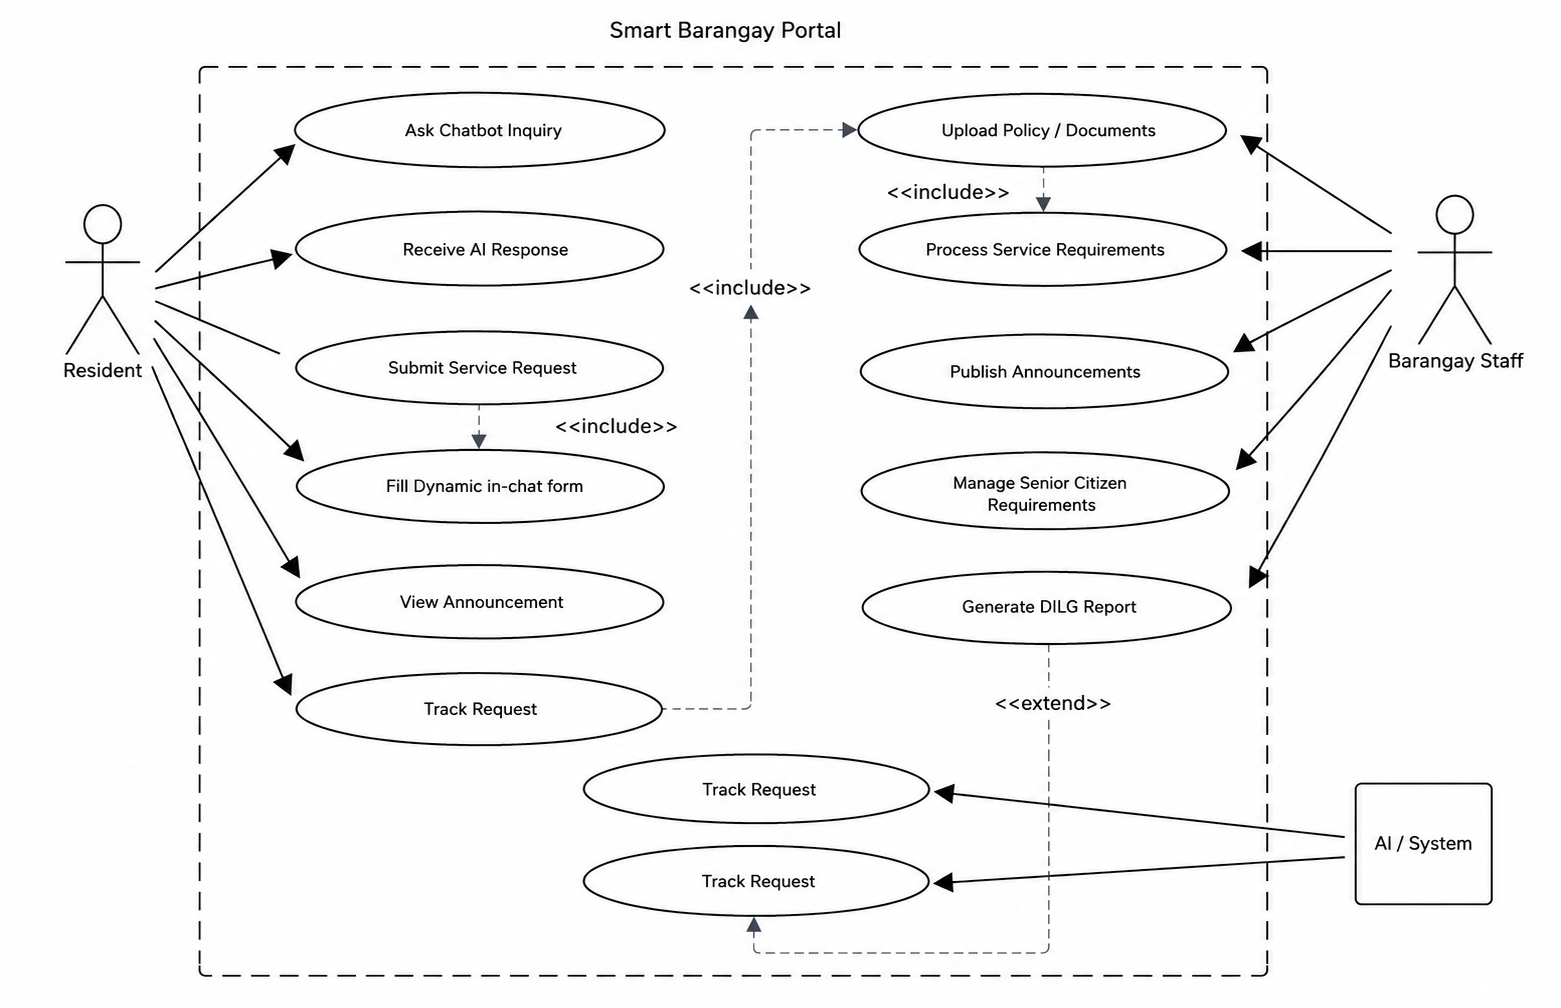 Smart Barangay Portal
Ask Chatbot Inquiry
Receive AI Response
Submit Service Request
<<include>>
Fill Dynamic in-chat form
View Announcement
Track Request
<<include>>
Upload Policy / Documents
<<include>>
Process Service Requirements
Publish Announcements
Manage Senior Citizen
Requirements
Generate DILG Report
<<extend>>
Track Request
Track Request
Resident
Barangay Staff
AI / System